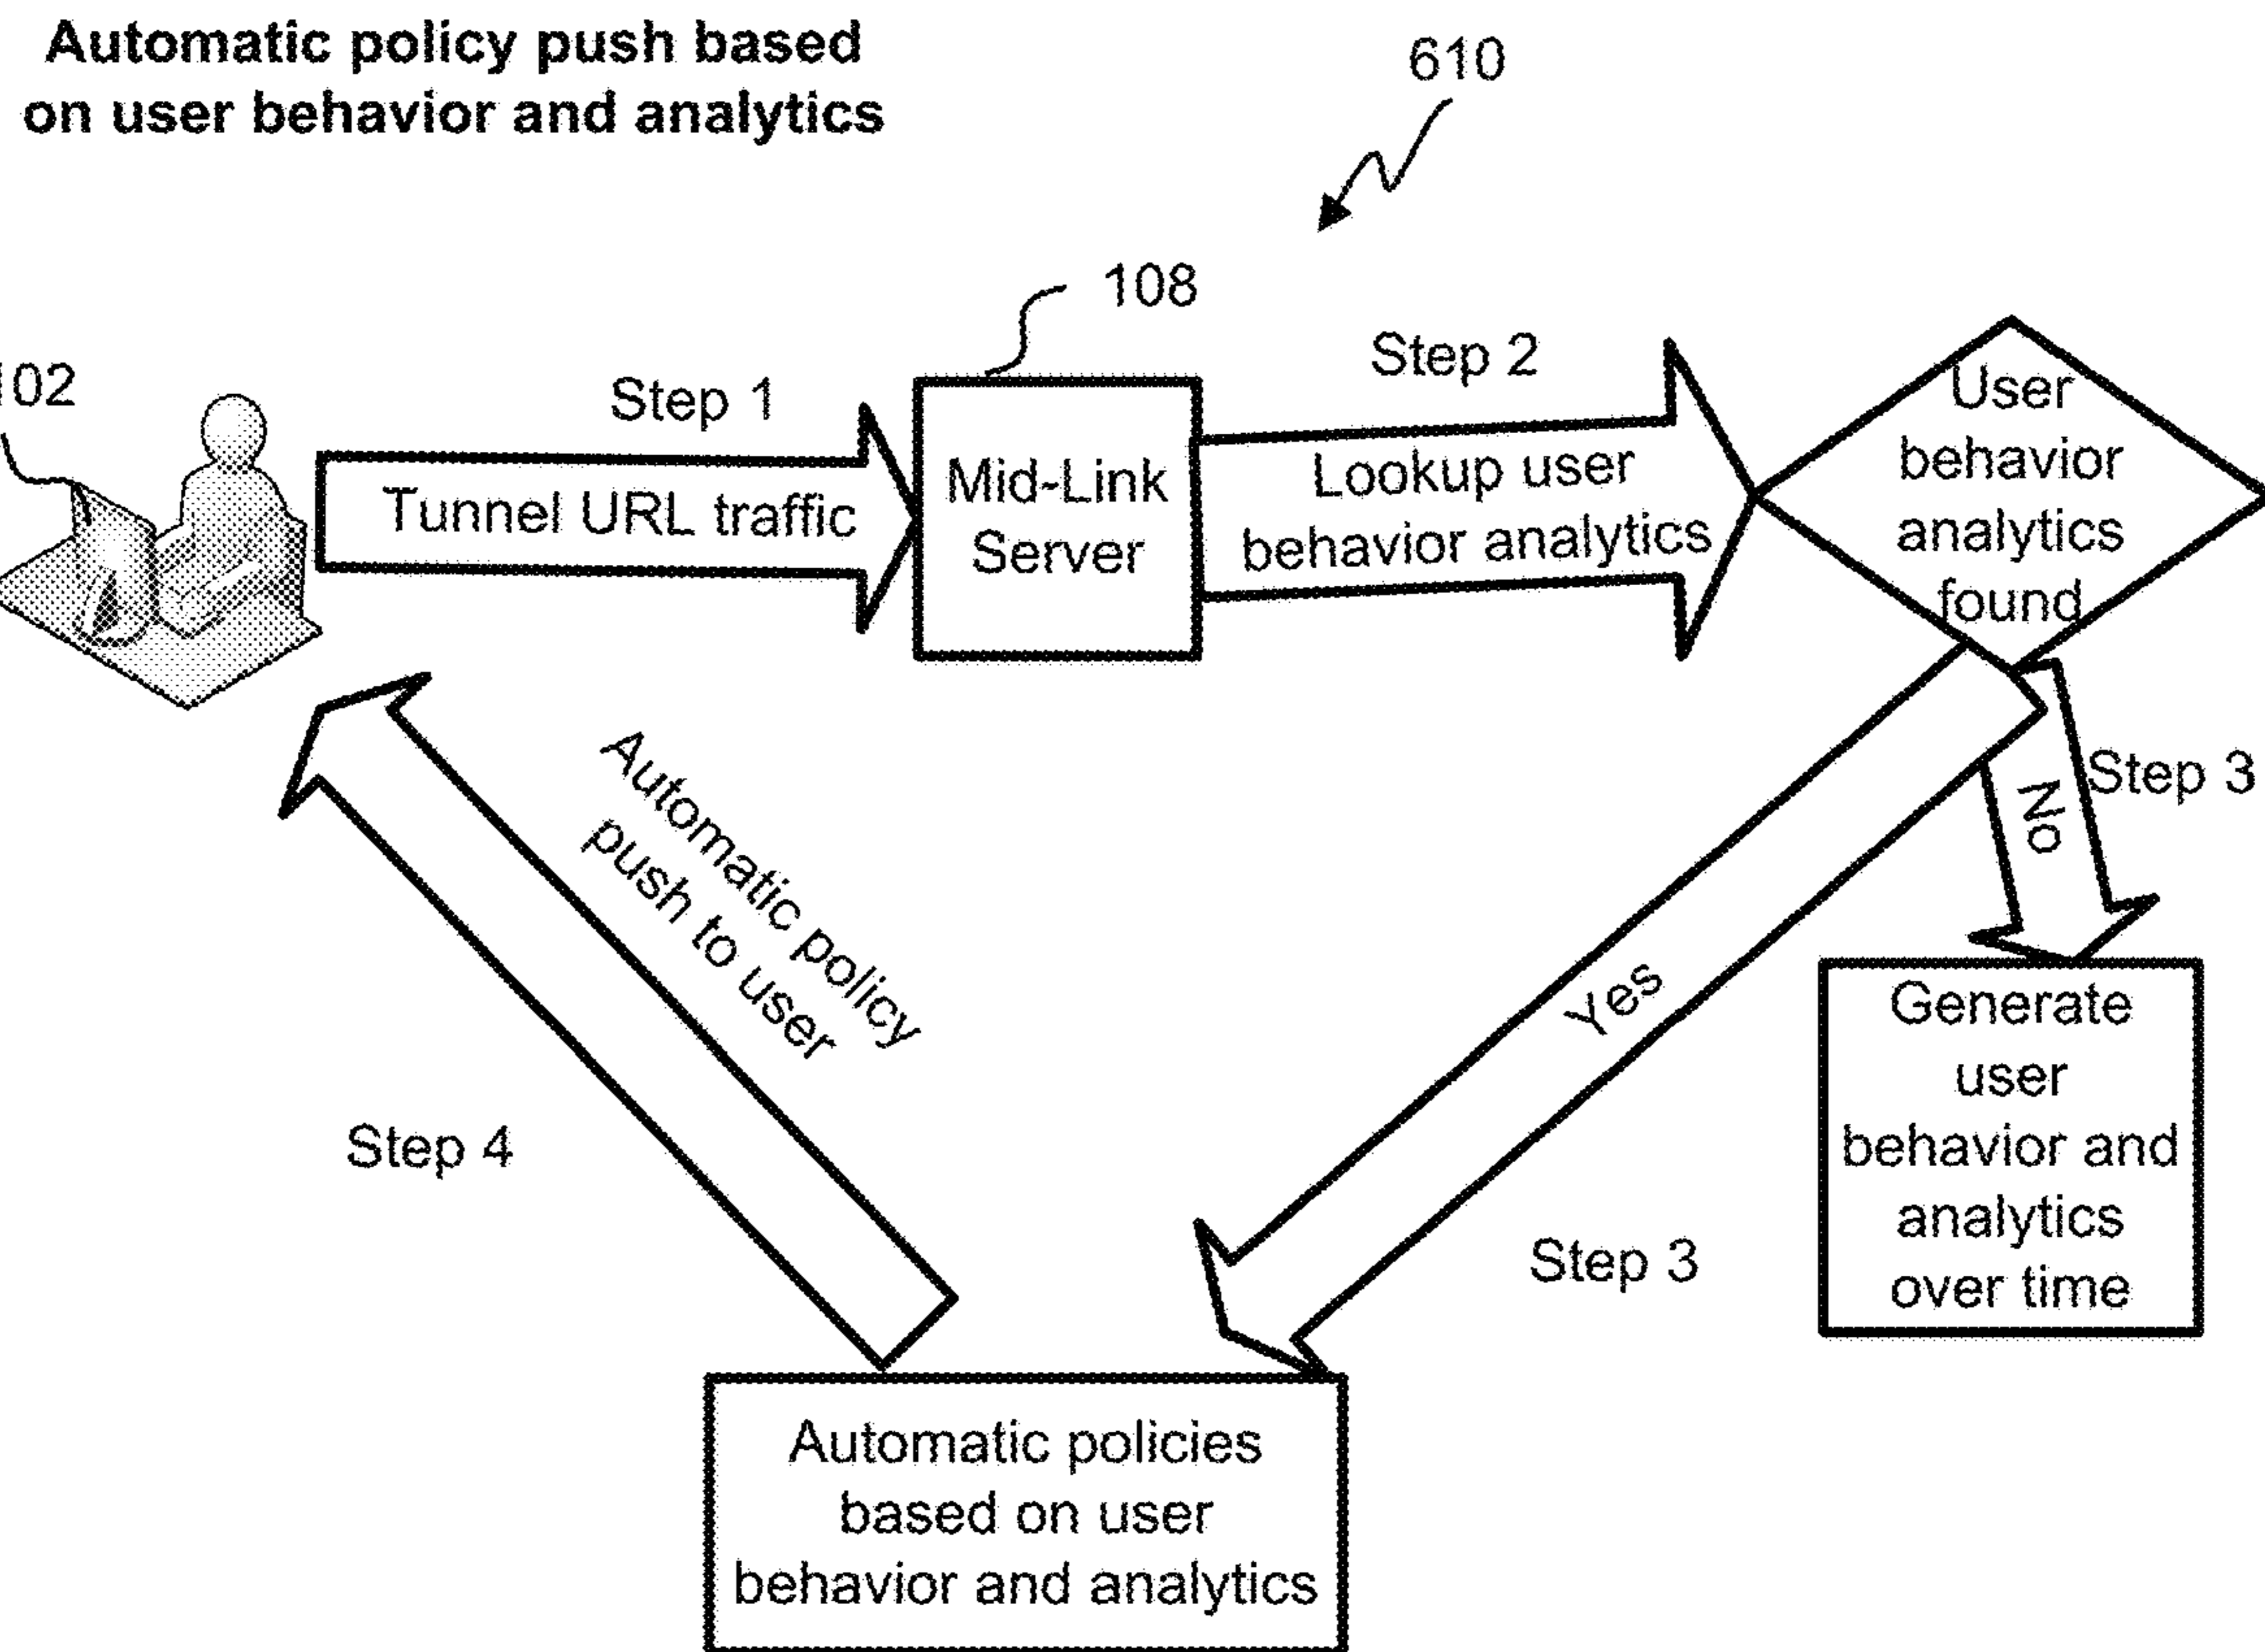 Automatic policy push based
on user behavior and analytics
610
108
102
Step 1
Tunnel URL traffic
Mid-Link
Server
Step 2
Lookup user
behavior analytics
User
behavior
analytics
found
Step 3
No
Yes
Step 3
Generate
user
behavior and
analytics
over time
Automatic policy
push to user
Step 4
Automatic policies
based on user
behavior and analytics